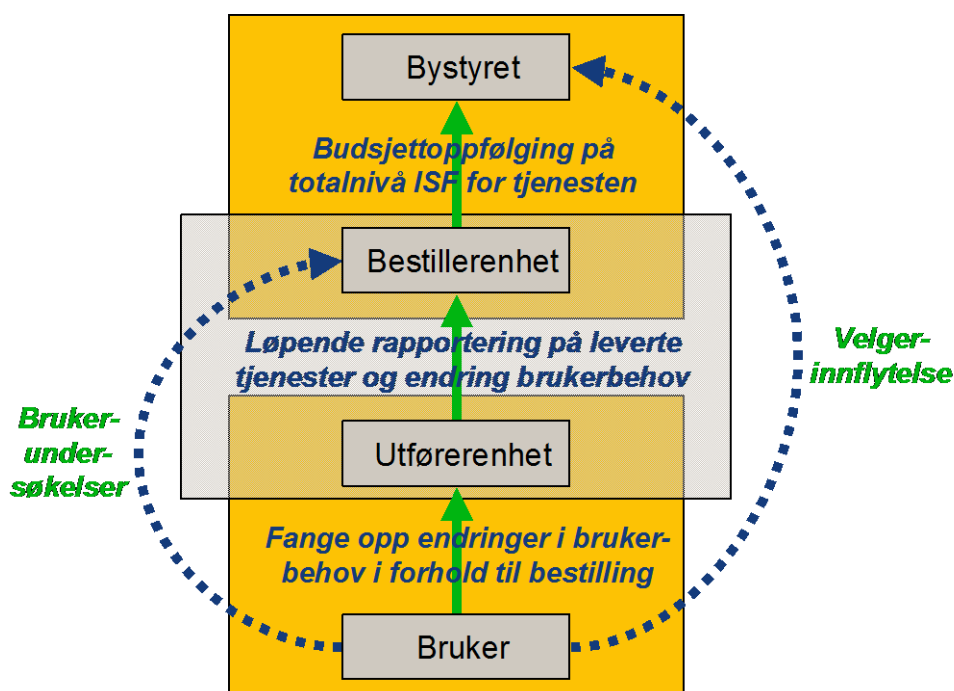 Bystyret
Budsjettoppfølging på
totalnivå ISF for tjenesten
Bestillerenhet
Løpende rapportering på leverte
tjenester og endring brukerbehov
Velger-
innflytelse
Bruker-
under-
søkelser
Utførerenhet
Fange opp endringer i bruker-
behov i forhold til bestilling
Bruker